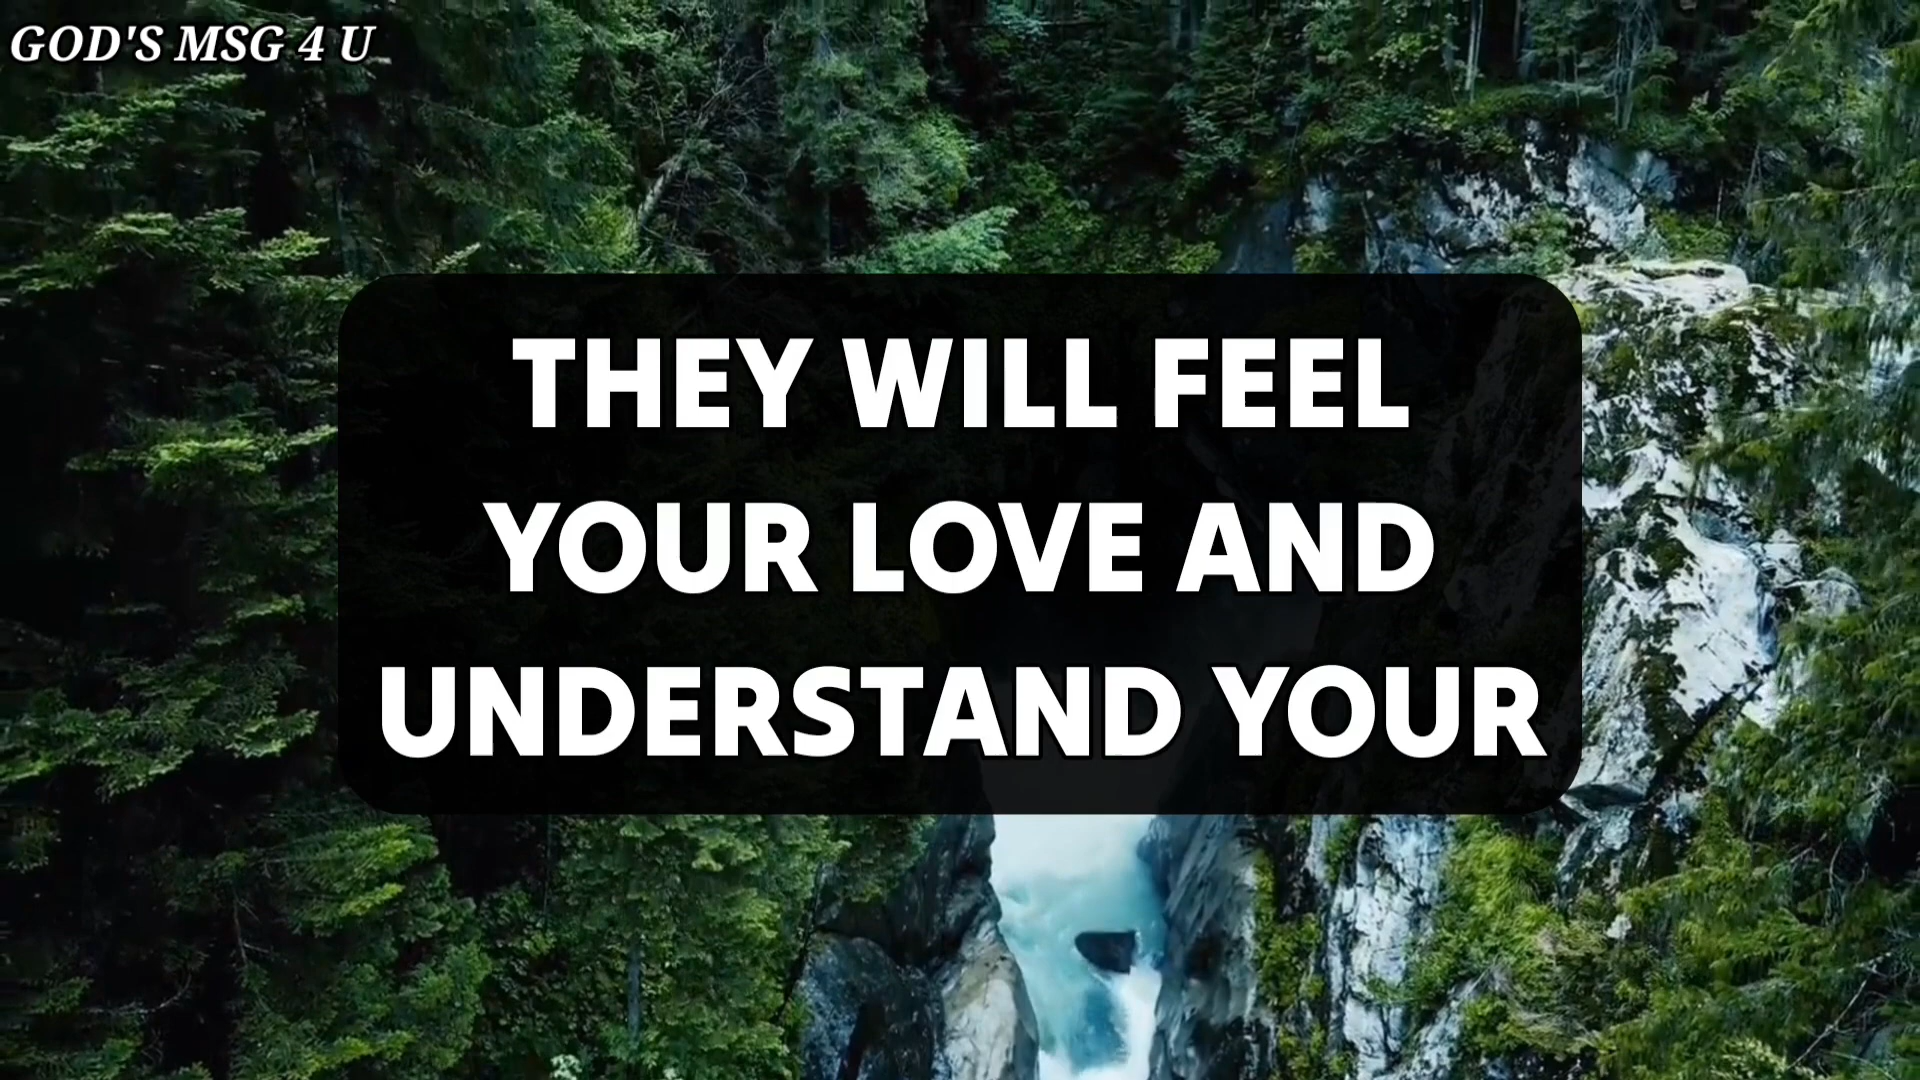 GOD'S MSG 4 U
THEY WILL FEEL
YOUR LOVE AND
UNDERSTAND YOUR